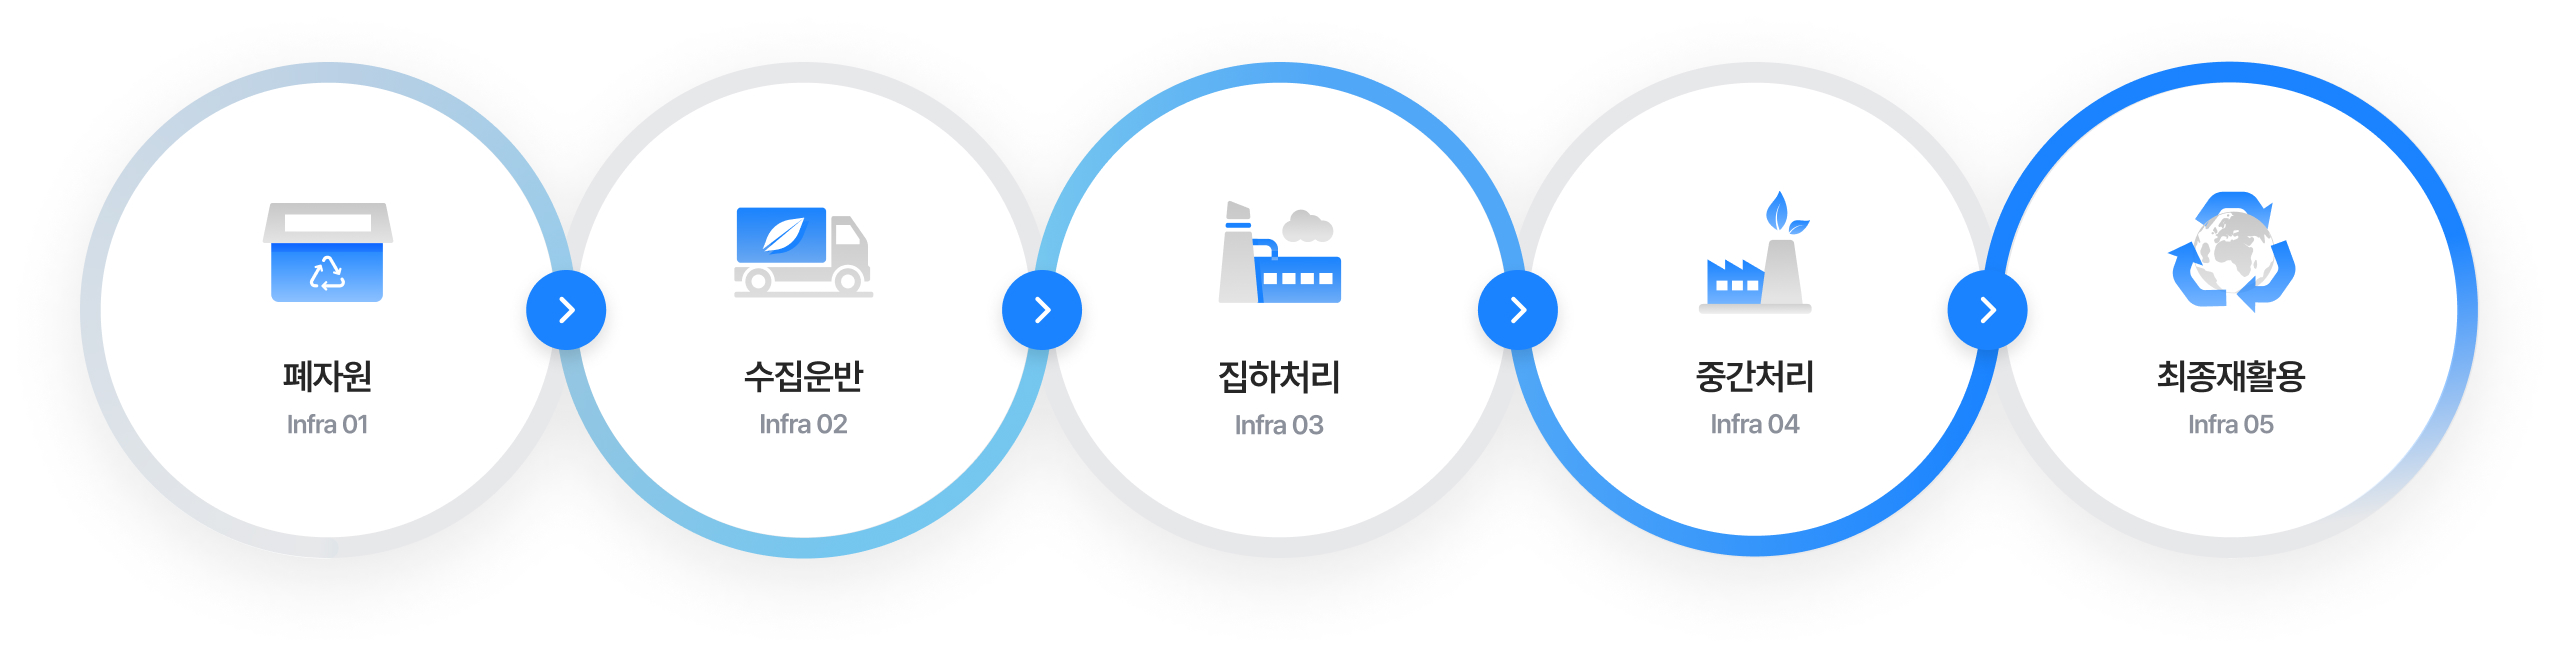 폐자원
Infra 01
수집운반
Infra 02
집하처리
Infra 03
중간처리
Infra 04
최종재활용
Infra 05